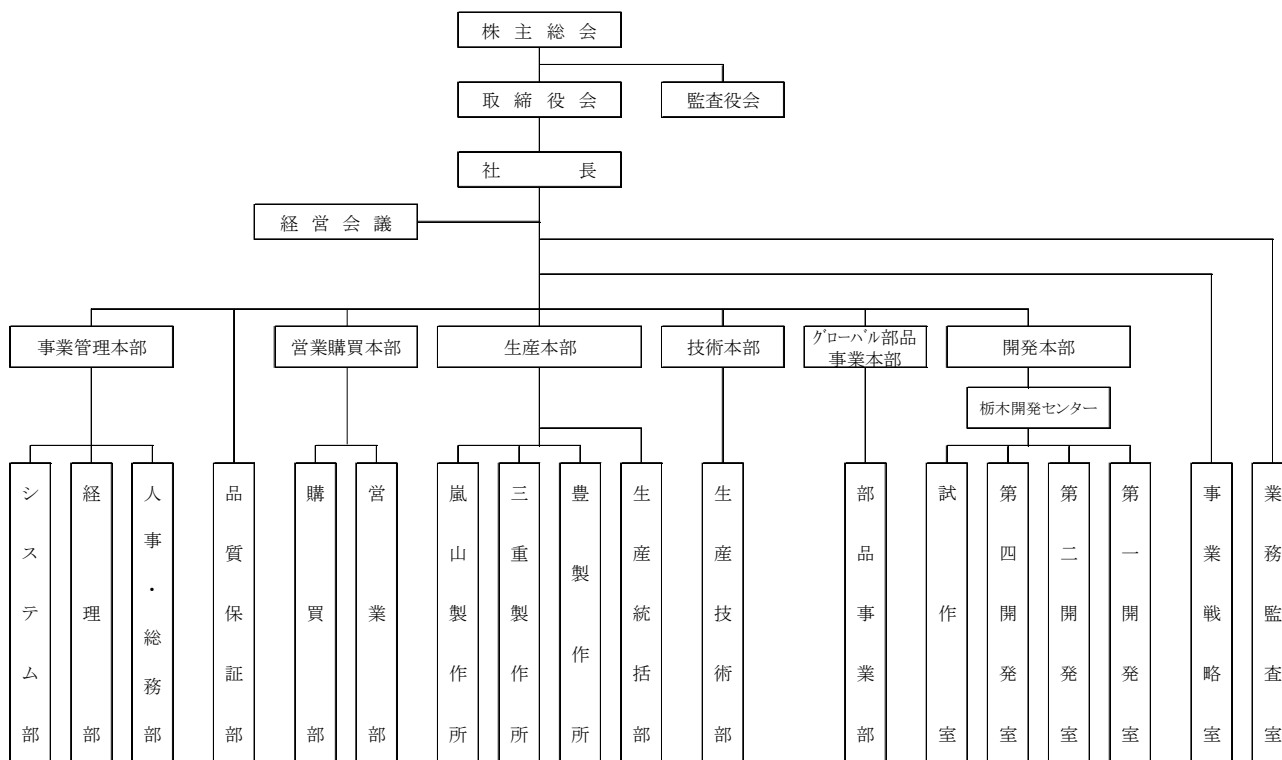 株主総会
取締役会
監査役会
社長
経営会議
事業管理本部
営業購買本部
生産本部
技術本部
ｸﾞﾛｰﾊﾞﾙ部品
事業本部
開発本部
栃木開発センター
システム部
経理部
人事・総務部
品質保証部
購買部
営業部
嵐山製作所
三重製作所
豊製作所
生産統括部
生産技術部
部品事業部
試作室
第四開発室
第二開発室
第一開発室
事業戦略室
業務監査室